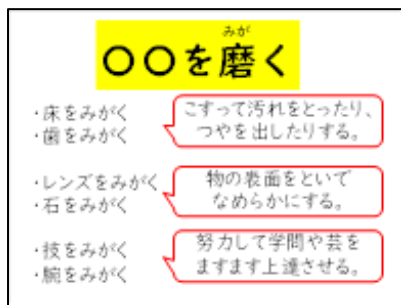 みが
〇〇を磨く
・床をみがく
・歯をみがく
こすって汚れをとったり、
つやを出したりする。
・レンズをみがく
・石をみがく
物の表面をといで
なめらかにする。
・技をみがく
・腕をみがく
努力して学問や芸を
ますます上達させる。